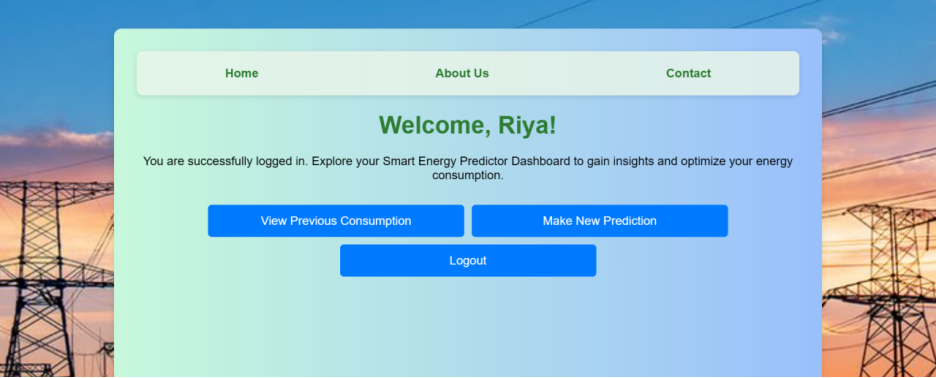 Home About Us Contact
Welcome, Riya!
You are successfully logged in. Explore your Smart Energy Predictor Dashboard to gain insights and optimize your energy
consumption.
View Previous Consumption Make New Prediction
Logout